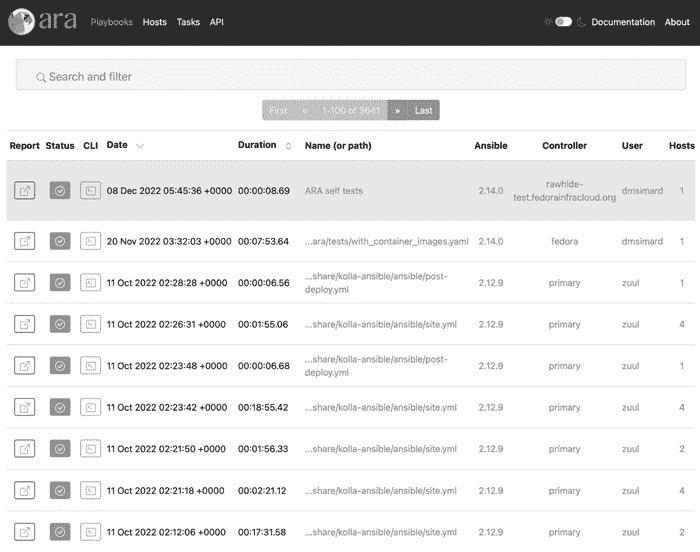 ara Playbooks Hosts Tasks API Documentation About
Search and filter
First « 1-100 of 3641 » Last
Report Status CLI Date Duration Name (or path) Ansible Controller User Hosts
08 Dec 2022 05:45:36 +0000 00:00:08.69 ARA self tests 2.14.0 rawhide-
test.fedorainfracloud.org dmsimard 1
20 Nov 2022 03:32:03 +0000 00:07:53.64 ...ara/tests/with_container_images.yaml 2.14.0 fedora dmsimard 1
11 Oct 2022 02:28:28 +0000 00:00:06.56 ...share/kolla-ansible/ansible/post-
deploy.yml 2.12.9 primary zuul 1
11 Oct 2022 02:26:31 +0000 00:01:55.06 ...share/kolla-ansible/ansible/site.yml 2.12.9 primary zuul 4
11 Oct 2022 02:23:48 +0000 00:00:06.68 ...share/kolla-ansible/ansible/post-
deploy.yml 2.12.9 primary zuul 1
11 Oct 2022 02:23:42 +0000 00:18:55.42 ...share/kolla-ansible/ansible/site.yml 2.12.9 primary zuul 4
11 Oct 2022 02:21:50 +0000 00:01:56.33 ...share/kolla-ansible/ansible/site.yml 2.12.9 primary zuul 2
11 Oct 2022 02:21:18 +0000 00:02:21.12 ...share/kolla-ansible/ansible/site.yml 2.12.9 primary zuul 4
11 Oct 2022 02:12:06 +0000 00:17:31.58 ...share/kolla-ansible/ansible/site.yml 2.12.9 primary zuul 2